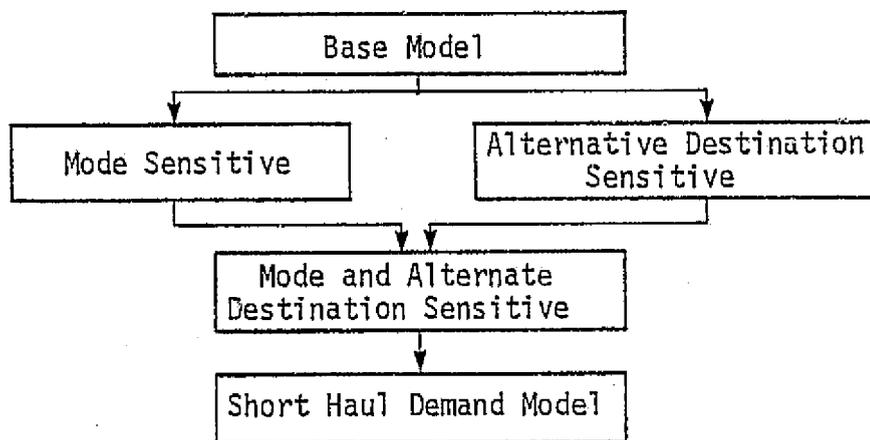 Base Model
Mode Sensitive
Alternative Destination
Sensitive
Mode and Alternate
Destination Sensitive
Short Haul Demand Model